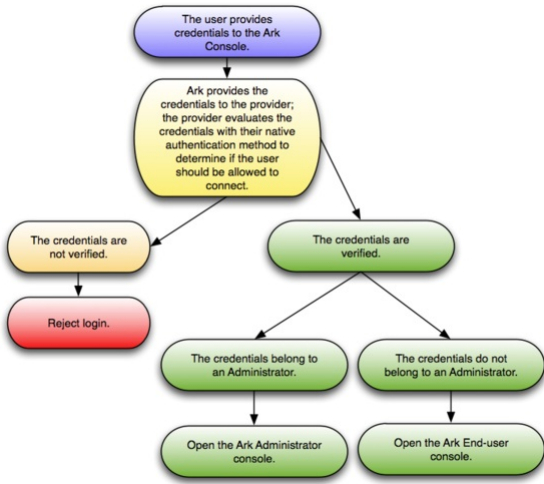 The user provides
credentials to the Ark
Console.
Ark provides the
credentials to the provider;
the provider evaluates the
credentials with their native
authentication method to
determine if the user
should be allowed to
connect.
The credentials are
not verified.
The credentials are
verified.
Reject login.
The credentials belong to
an Administrator.
The credentials do not
belong to an Administrator.
Open the Ark Administrator
console.
Open the Ark End-user
console.